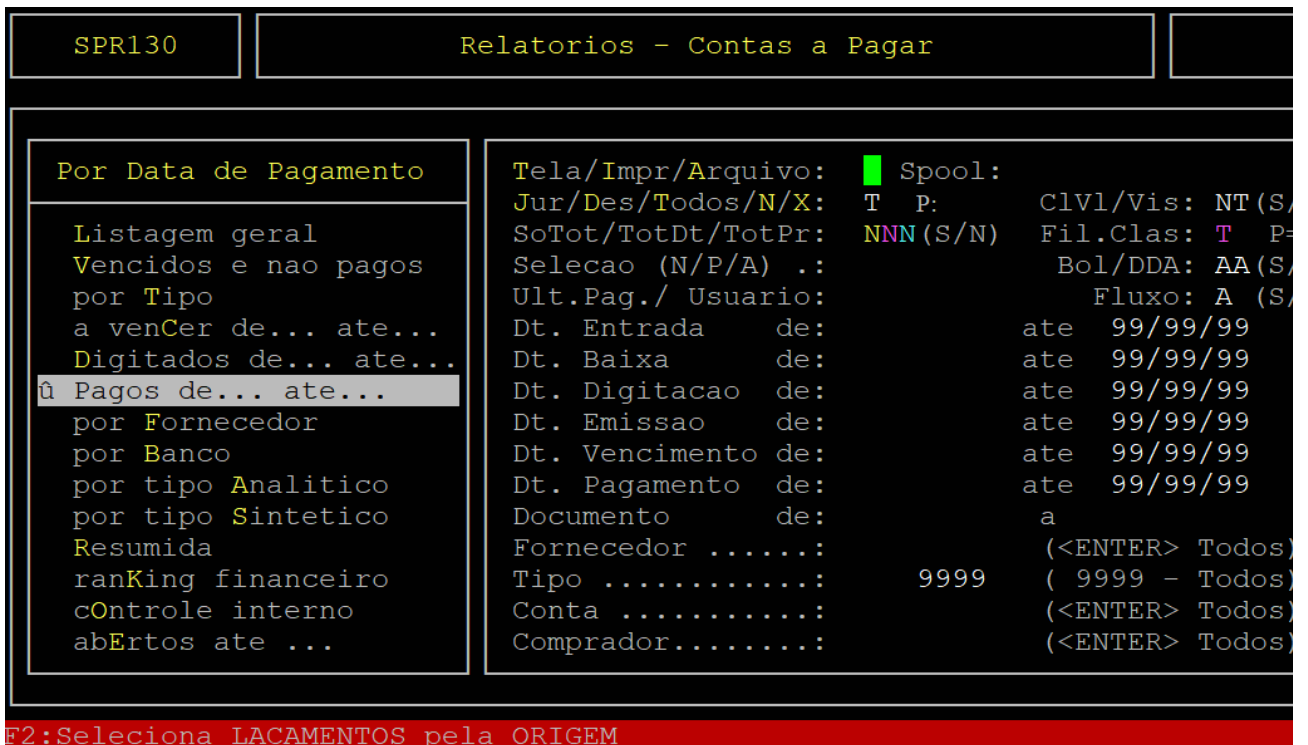 SPR130
Relatorios - Contas a Pagar
Por Data de Pagamento
Listagem geral
Vencidos e nao pagos
por Tipo
a venCer de... ate...
Digitados de... ate...
û Pagos de... ate...
por Fornecedor
por Banco
por tipo Analitico
por tipo Sintetico
Resumida
ranKing financeiro
cOntrole interno
abErtos ate ...
Tela/Impr/Arquivo: Spool:
Jur/Des/Todos/N/X: T P: ClVl/Vis: NT(S/
SoTot/TotDt/TotPr: NNN(S/N) Fil.Clas: T P=
Selecao (N/P/A) .: Bol/DDA: AA(S/
Ult.Pag./ Usuario: Fluxo: A (S/
Dt. Entrada de: ate 99/99/99
Dt. Baixa de: ate 99/99/99
Dt. Digitacao de: ate 99/99/99
Dt. Emissao de: ate 99/99/99
Dt. Vencimento de: ate 99/99/99
Dt. Pagamento de: ate 99/99/99
Documento de: a
Fornecedor ......: (<ENTER> Todos)
Tipo ............: 9999 ( 9999 - Todos)
Conta ...........: (<ENTER> Todos)
Comprador........: (<ENTER> Todos)
F2:Seleciona LACAMENTOS pela ORIGEM